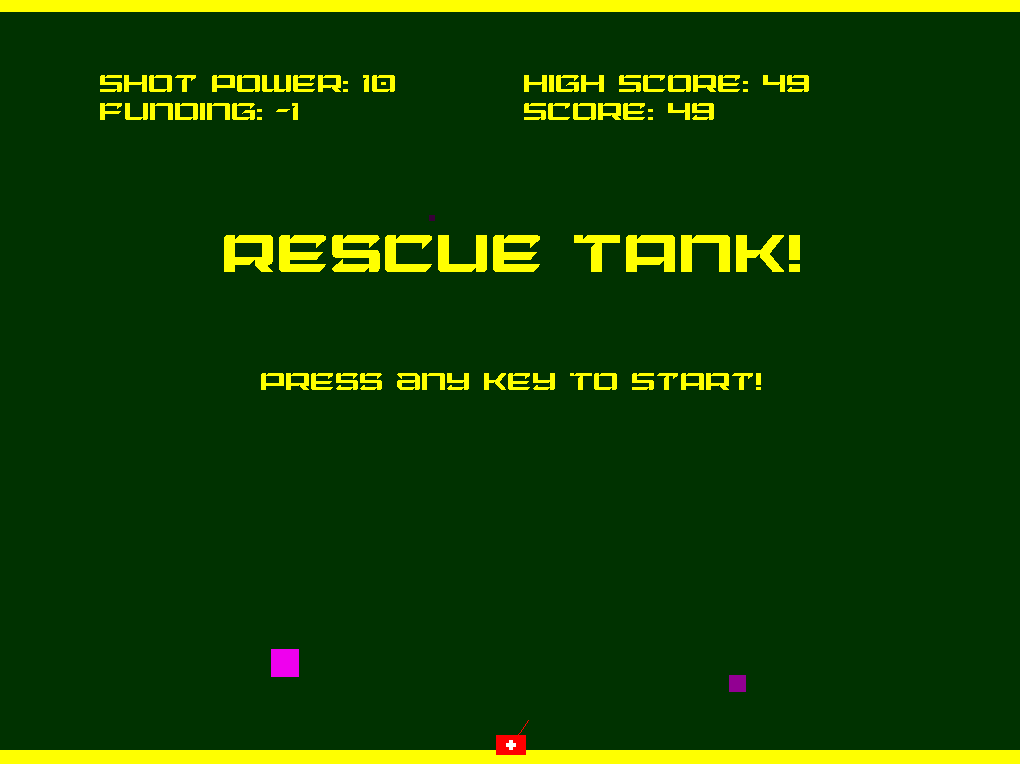 SHOT POWER: 10
FUNDING: -1
HIGH SCORE: 49
SCORE: 49
RESCUE TANK!
PRESS ANY KEY TO START!